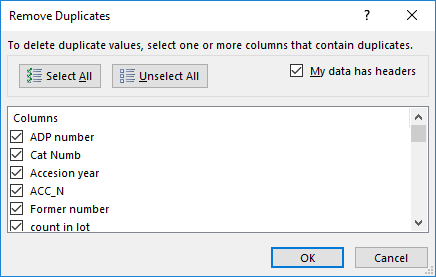 Remove Duplicates
To delete duplicate values, select one or more columns that contain duplicates.
Select All
Unselect All
My data has headers
Columns
ADP number
Cat Numb
Accesion year
ACC_N
Former number
count in lot
OK
Cancel